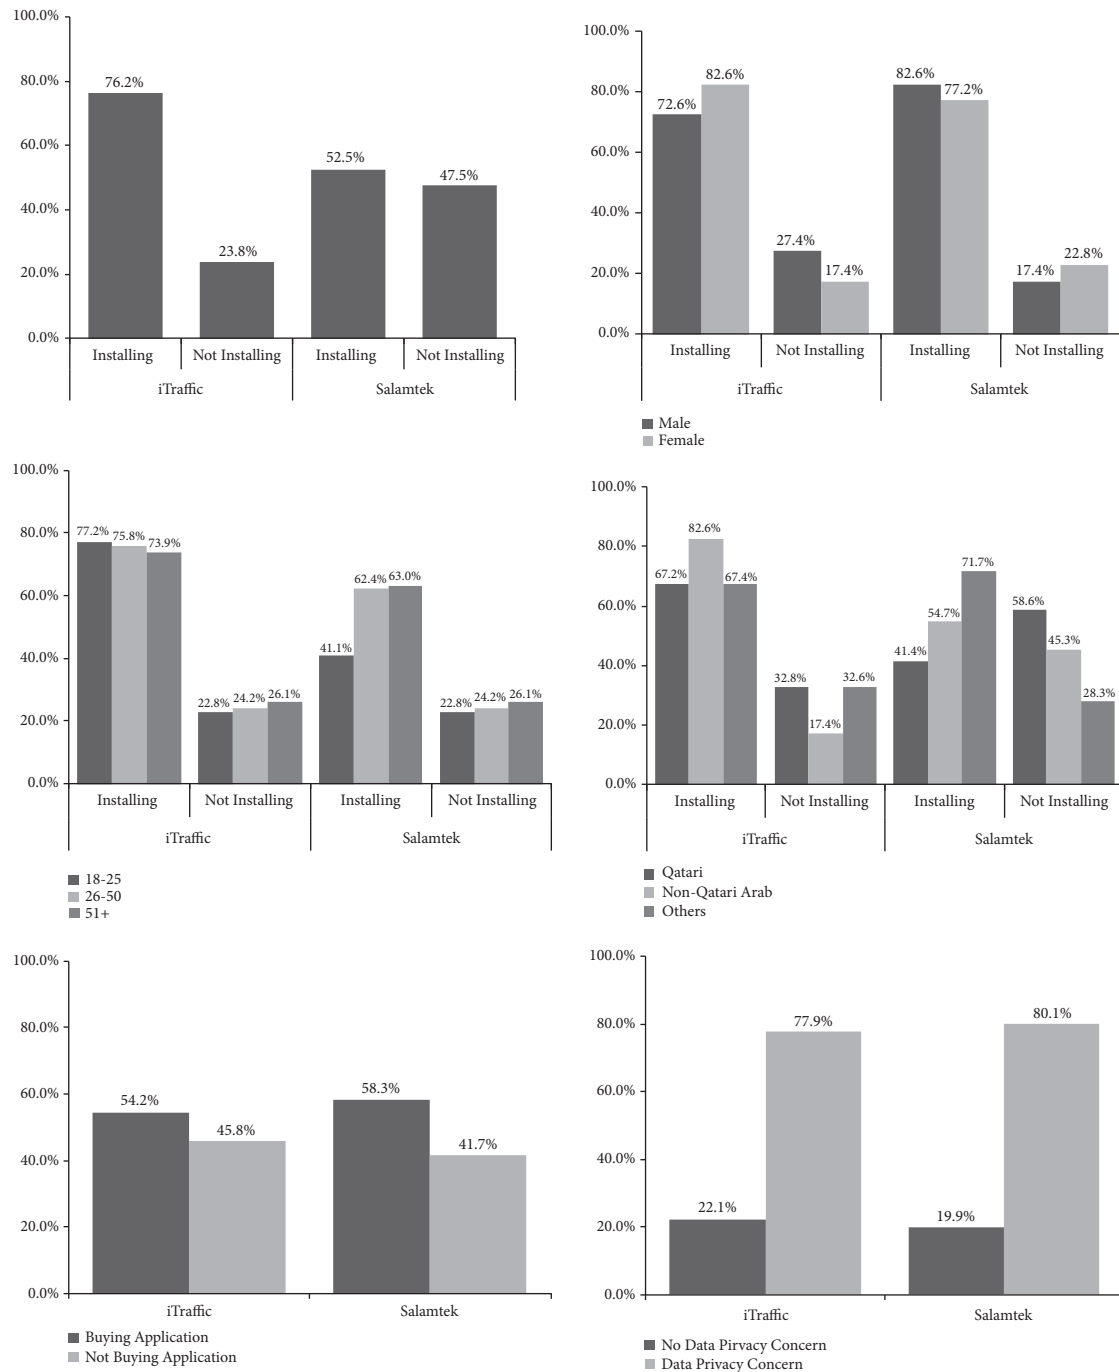 100.0%
80.0%
60.0%
40.0%
20.0%
0.0%
76.2%
23.8%
52.5%
47.5%
Installing Not Installing Installing Not Installing
iTraffic Salamtek
100.0%
80.0%
60.0%
40.0%
20.0%
0.0%
72.6% 82.6%
27.4% 17.4%
82.6% 77.2%
17.4% 22.8%
Installing Not Installing Installing Not Installing
iTraffic Salamtek
Male
Female
100.0%
80.0%
60.0%
40.0%
20.0%
0.0%
77.2% 75.8% 73.9%
22.8% 24.2% 26.1%
41.1% 62.4% 63.0%
22.8% 24.2% 26.1%
Installing Not Installing Installing Not Installing
iTraffic Salamtek
18-25
26-50
51+
100.0%
80.0%
60.0%
40.0%
20.0%
0.0%
67.2% 82.6% 67.4%
32.8% 17.4% 32.6%
41.4% 54.7% 71.7%
58.6% 45.3% 28.3%
Installing Not Installing Installing Not Installing
iTraffic Salamtek
Qatari
Non-Qatari Arab
Others
100.0%
80.0%
60.0%
40.0%
20.0%
0.0%
54.2% 45.8%
58.3% 41.7%
iTraffic Salamtek
Buying Application
Not Buying Application
100.0%
80.0%
60.0%
40.0%
20.0%
0.0%
22.1% 77.9%
19.9% 80.1%
iTraffic Salamtek
No Data Pirvacy Concern
Data Privacy Concern